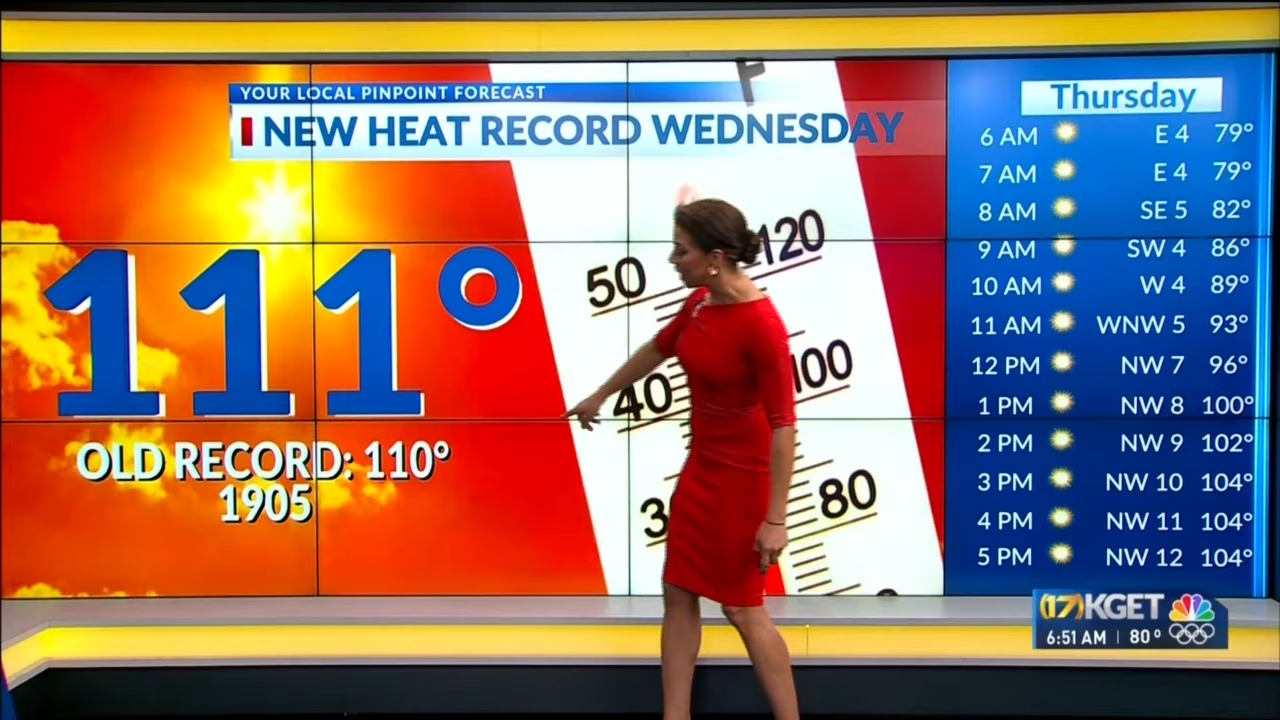 YOUR LOCAL PINPOINT FORECAST
NEW HEAT RECORD WEDNESDAY
111°
OLD RECORD: 110°
1905
F
50
120
40
100
80
Thursday
6 AM E 4 79°
7 AM E 4 79°
8 AM SE 5 82°
9 AM SW 4 86°
10 AM W 4 89°
11 AM WNW 5 93°
12 PM NW 7 96°
1 PM NW 8 100°
2 PM NW 9 102°
3 PM NW 10 104°
4 PM NW 11 104°
5 PM NW 12 104°
17 KGET
6:51 AM | 80°